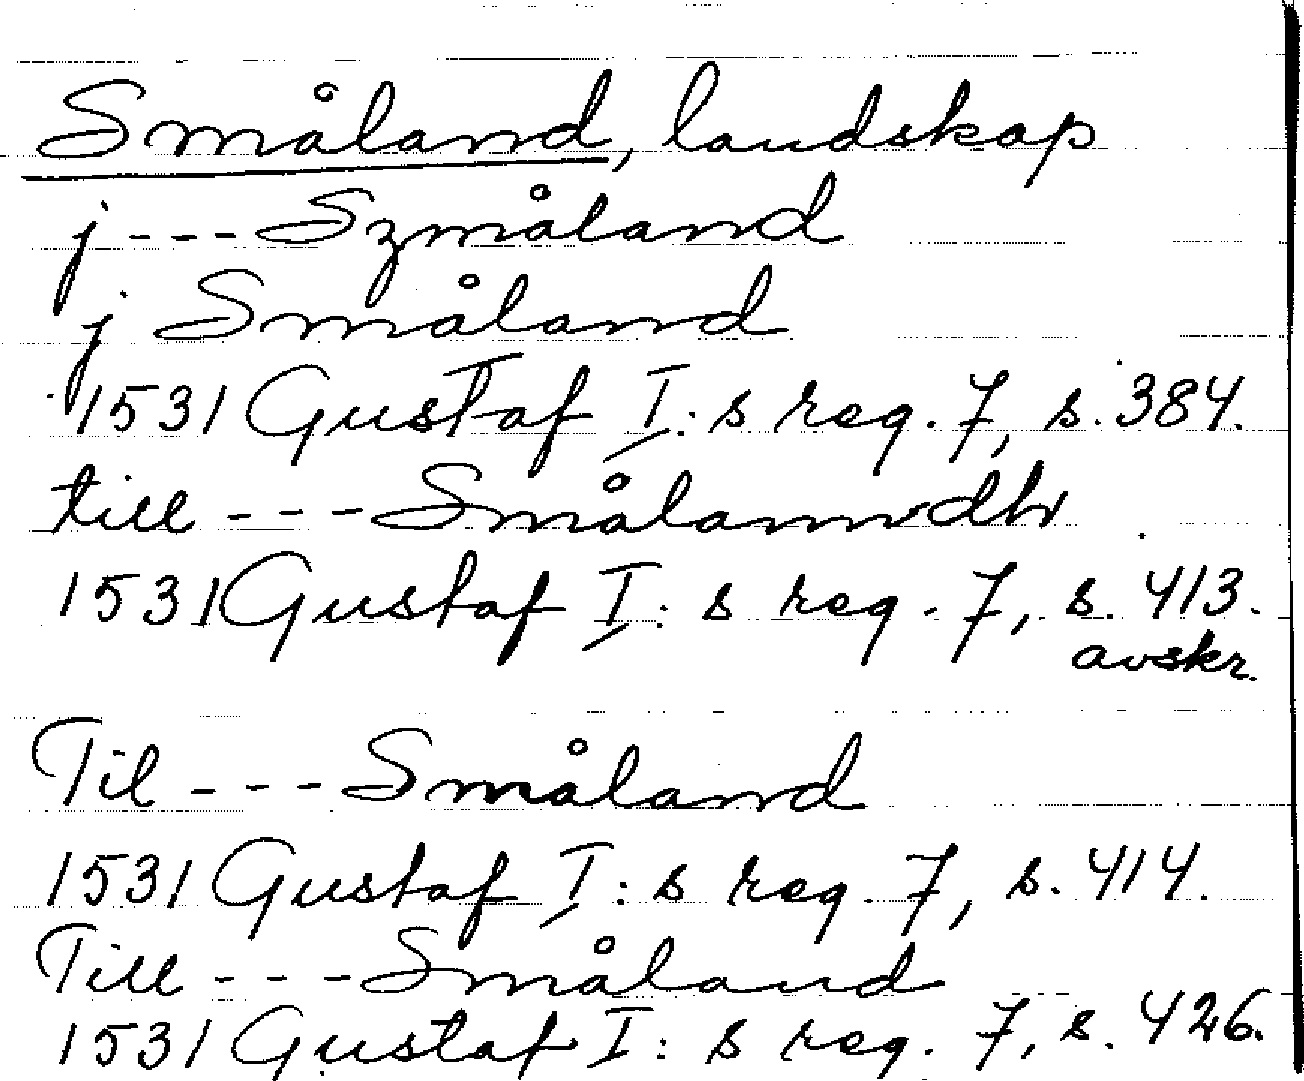 Småland, landskap
j --- Szmåland
j Småland
1531 Gustaf I: s reg. 7, s. 384.
till --- Smålanndh
1531 Gustaf I: s reg. 7, s. 413.
avskr.
Til --- Småland
1531 Gustaf I: s reg. 7, s. 414.
Till --- Småland
1531 Gustaf I: s reg. 7, s. 426.